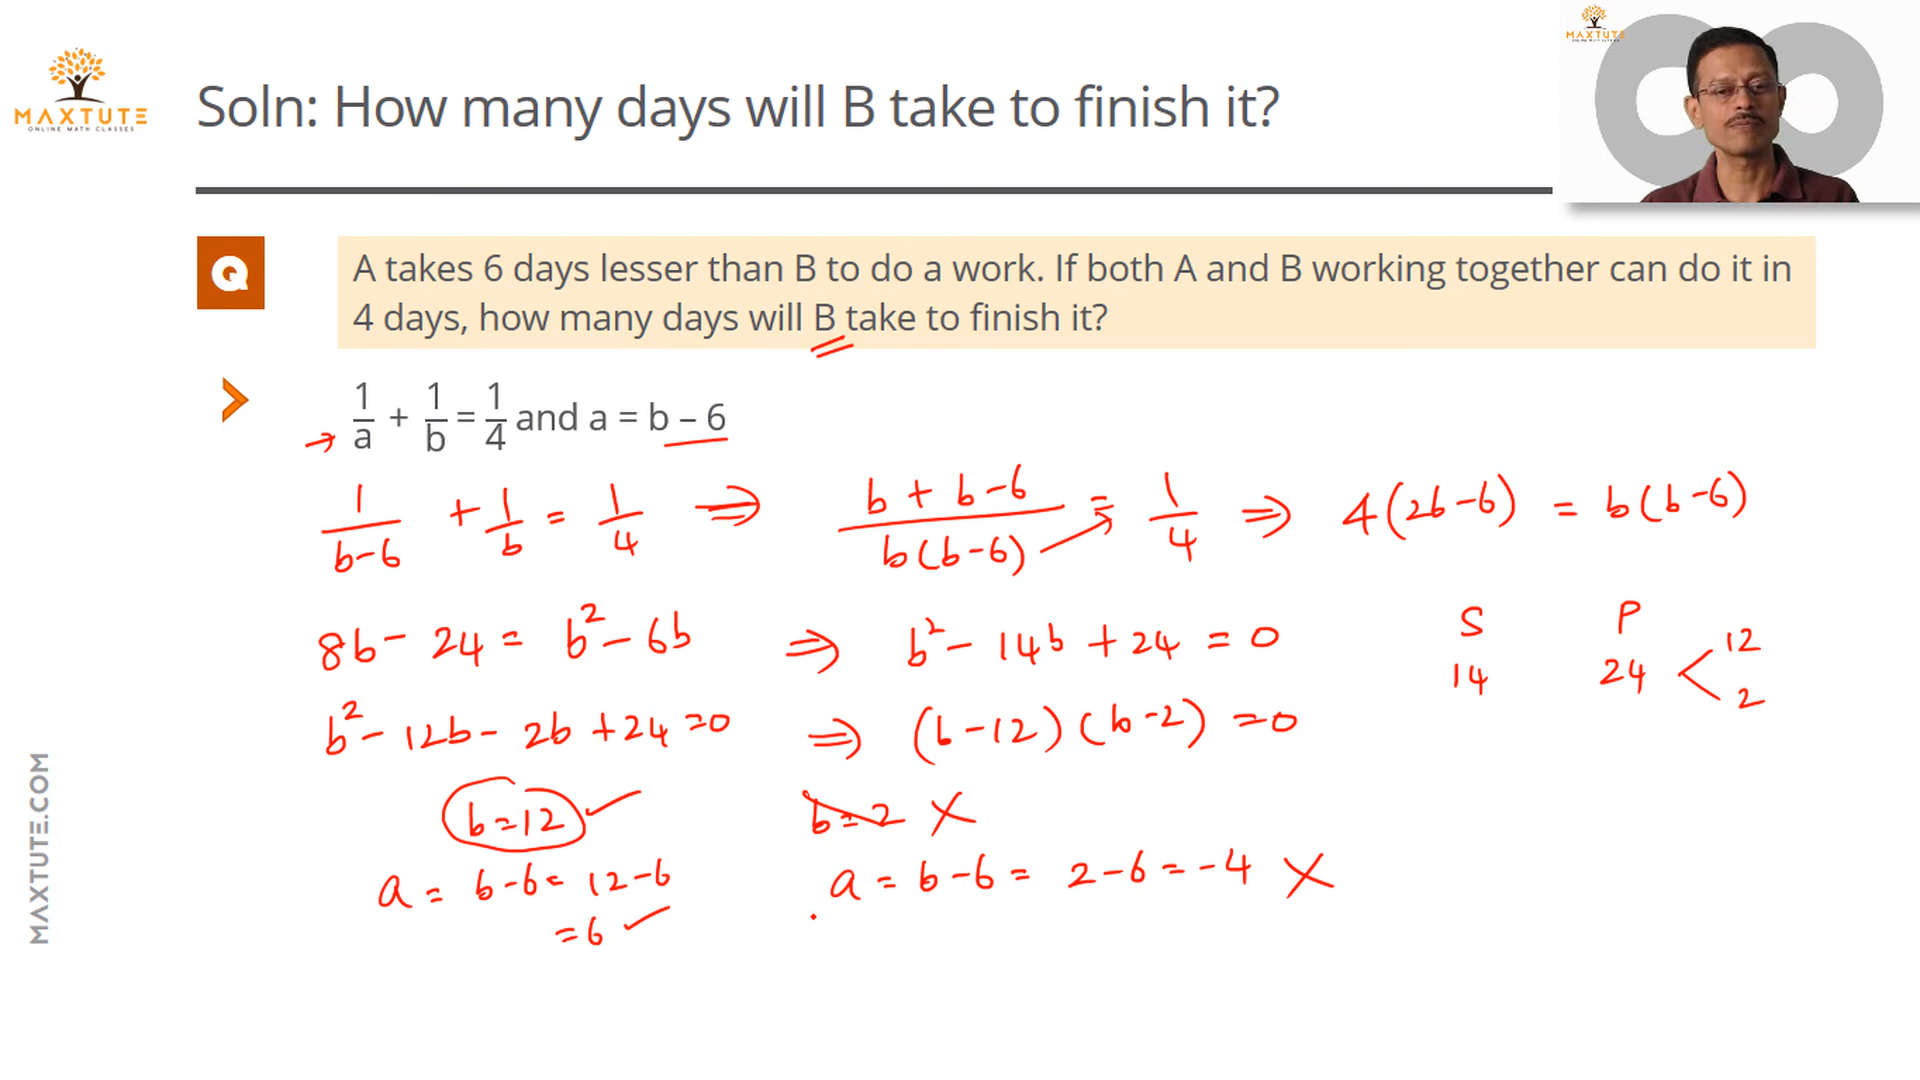 MAXTUTE
ONLINE MATH CLASSES
Soln: How many days will B take to finish it?
MAXTUTE
Q
A takes 6 days lesser than B to do a work. If both A and B working together can do it in
4 days, how many days will B take to finish it?
1/a + 1/b = 1/4 and a = b – 6
→
1/(b-6) + 1/b = 1/4 ⇒ (b + b-6)/(b(b-6)) = 1/4 ⇒ 4(2b-6) = b(b-6)
8b - 24 = b² - 6b ⇒ b² - 14b + 24 = 0
S P
14 24 < 12
2
b² - 12b - 2b + 24 = 0 ⇒ (b-12)(b-2) = 0
b = 12 ✓ b = 2 X
a = b-6 = 12-6 a = b-6 = 2-6 = -4 X
= 6 ✓
MAXTUTE.COM